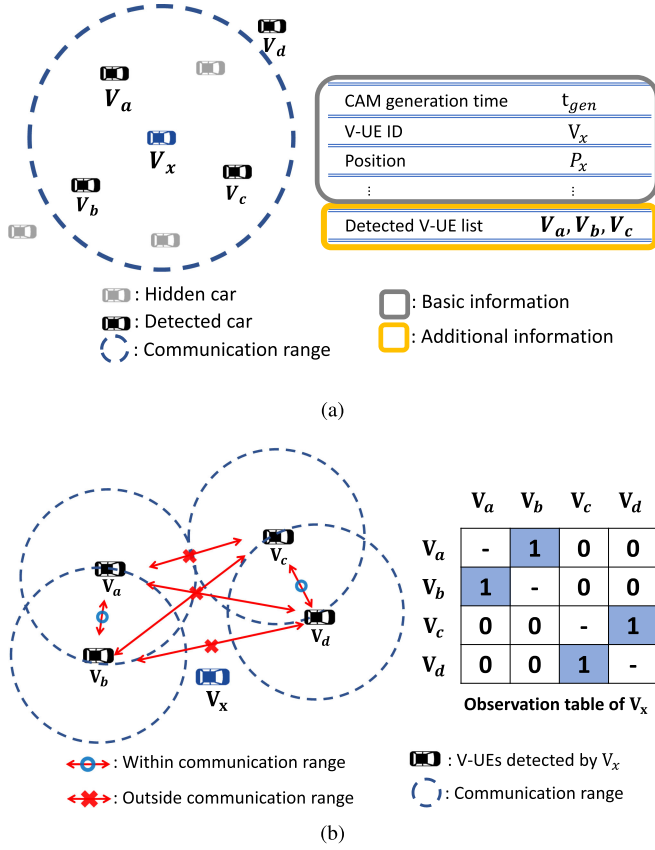 V_d
V_a
V_x
V_c
V_b
CAM generation time t_gen
V-UE ID V_x
Position P_x
⋮ ⋮
Detected V-UE list V_a, V_b, V_c
: Hidden car
: Detected car
: Communication range
: Basic information
: Additional information
(a)
V_a
V_b
V_c
V_d
V_x
V_a V_b V_c V_d
V_a - 1 0 0
V_b 1 - 0 0
V_c 0 0 - 1
V_d 0 0 1 -
Observation table of V_x
: Within communication range
: Outside communication range
: V-UEs detected by V_x
: Communication range
(b)